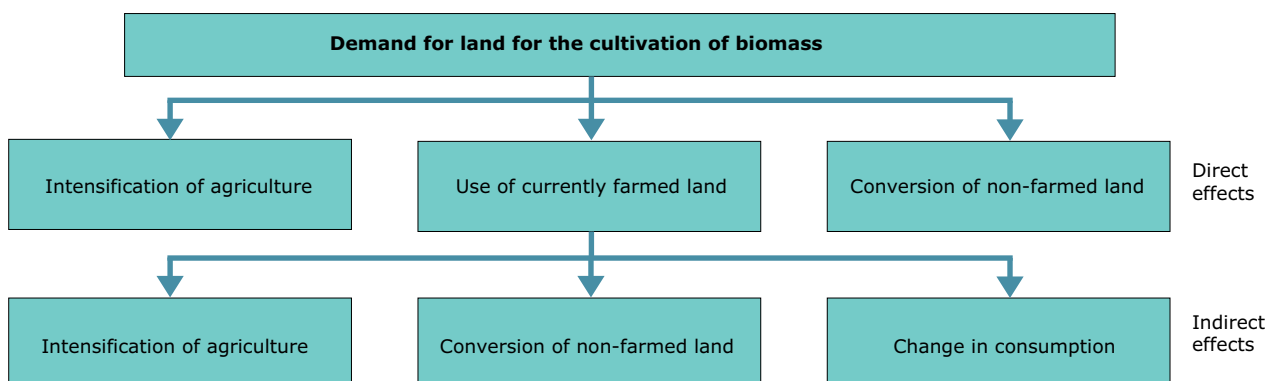 Demand for land for the cultivation of biomass
Intensification of agriculture
Use of currently farmed land
Conversion of non-farmed land
Direct
effects
Intensification of agriculture
Conversion of non-farmed land
Change in consumption
Indirect
effects